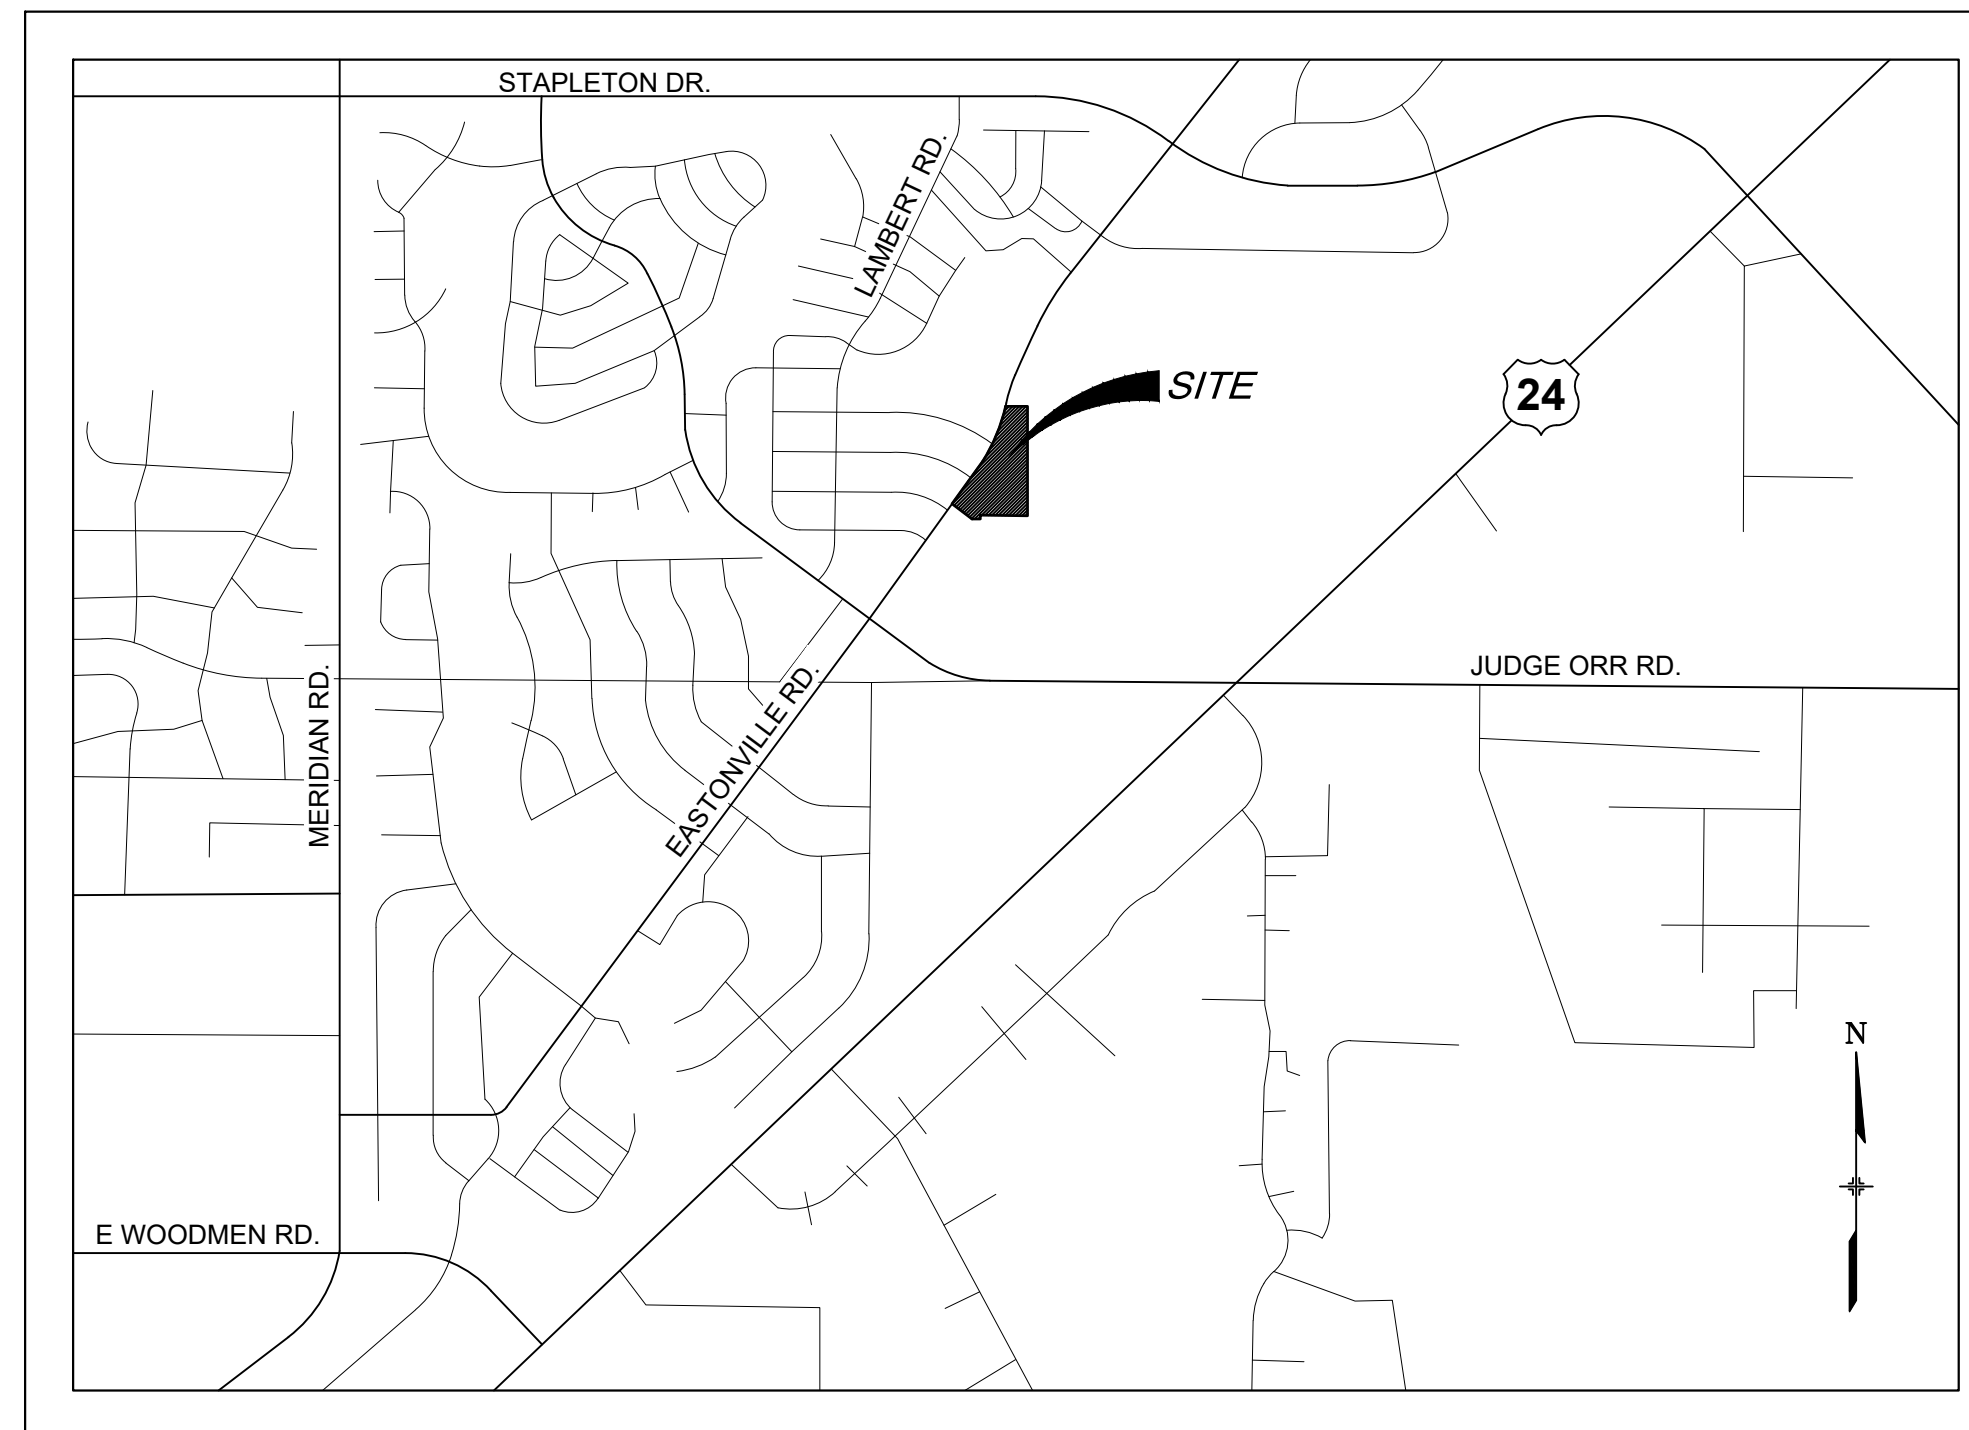 STAPLETON DR.
LAMBERT RD.
SITE
24
JUDGE ORR RD.
MERIDIAN RD.
EASTONVILLE RD.
N
E WOODMEN RD.